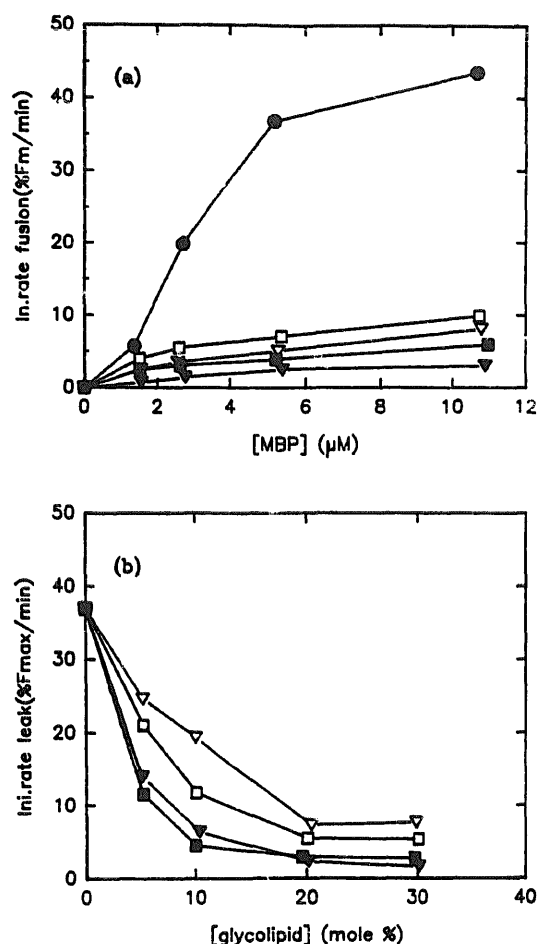 50
40
30
20
10
0
(a)
In.rate fusion(%Fm/min)
0 2 4 6 8 10 12
[MBP] (µM)
50
40
30
20
10
0
(b)
Ini.rate leak(%Fmax/min)
0 10 20 30 40
[glycolipid] (mole %)